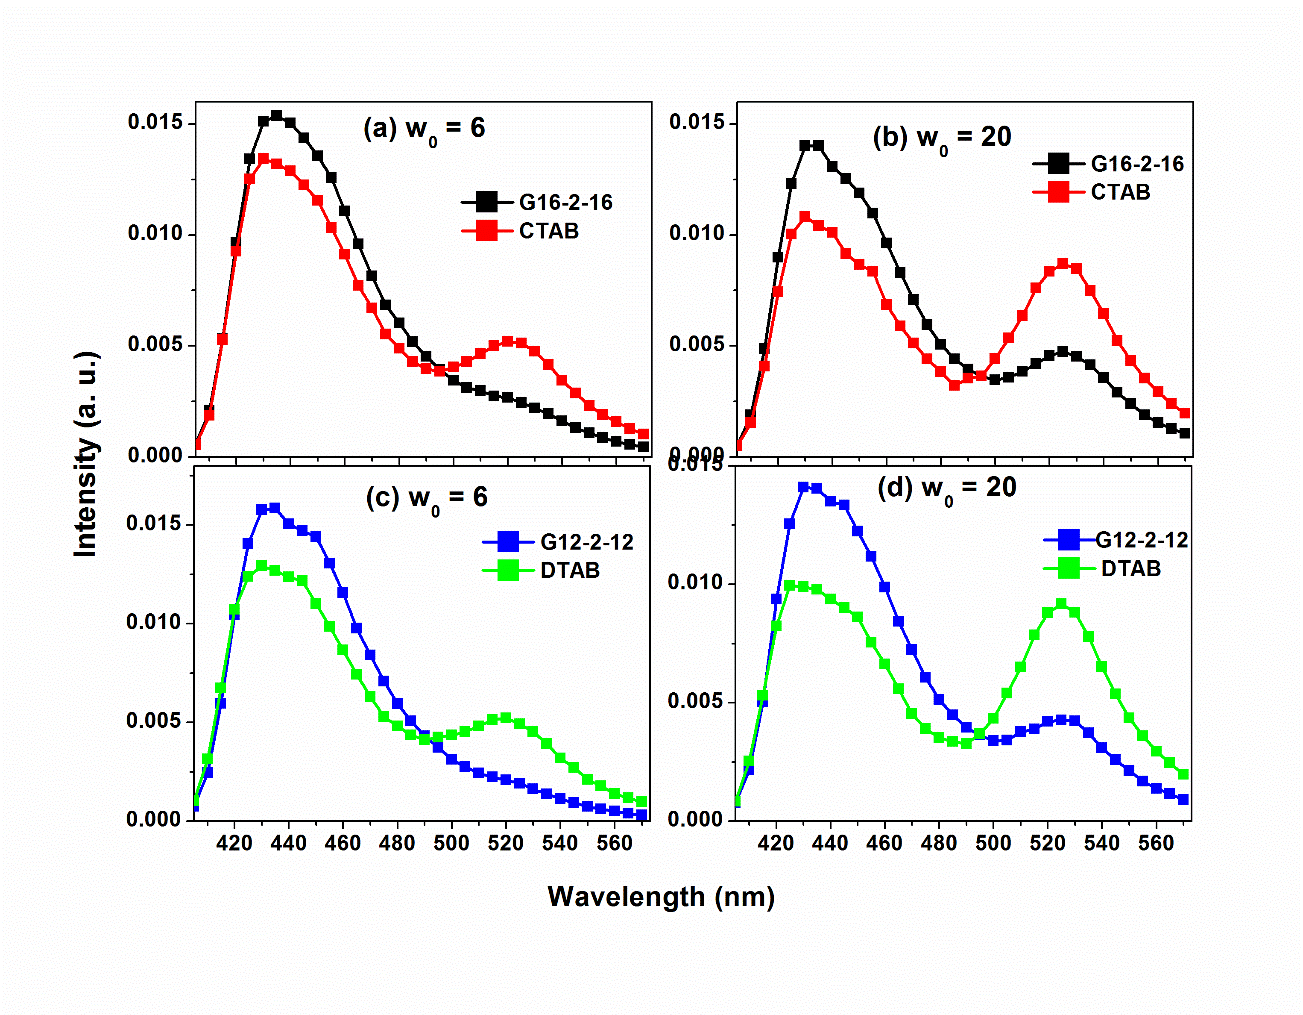 (a) w0 = 6
G16-2-16
CTAB
0.015
0.010
0.005
0.000
(b) w0 = 20
G16-2-16
CTAB
0.015
0.010
0.005
0.000
(c) w0 = 6
G12-2-12
DTAB
0.015
0.010
0.005
0.000
420 440 460 480 500 520 540 560
(d) w0 = 20
G12-2-12
DTAB
0.015
0.010
0.005
0.000
420 440 460 480 500 520 540 560
Intensity (a. u.)
Wavelength (nm)